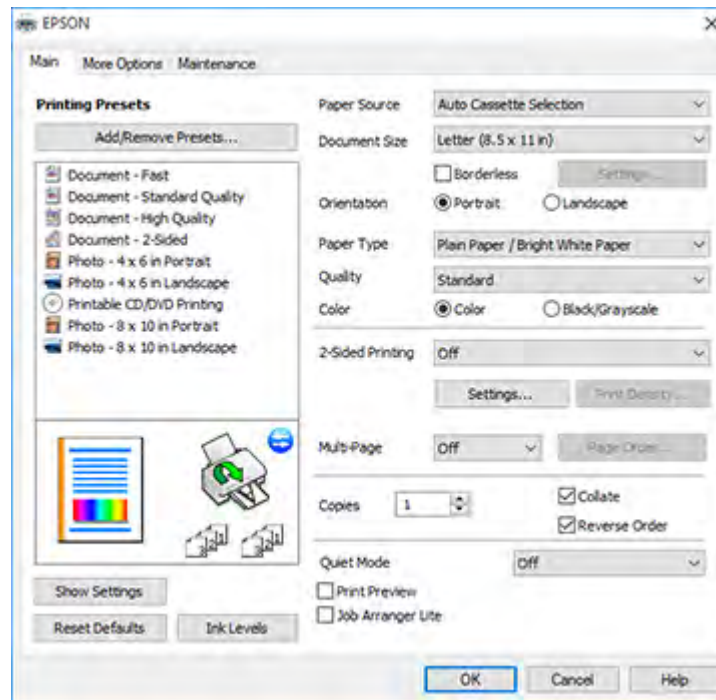 EPSON
Main More Options Maintenance
Printing Presets
Add/Remove Presets...
Document - Fast
Document - Standard Quality
Document - High Quality
Document - 2-Sided
Photo - 4 x 6 in Portrait
Photo - 4 x 6 in Landscape
Printable CD/DVD Printing
Photo - 8 x 10 in Portrait
Photo - 8 x 10 in Landscape
Show Settings
Reset Defaults Ink Levels
Paper Source Auto Cassette Selection
Document Size Letter (8.5 x 11 in)
Borderless Settings...
Orientation Portrait Landscape
Paper Type Plain Paper / Bright White Paper
Quality Standard
Color Color Black/Grayscale
2-Sided Printing Off
Settings... Print Density...
Multi-Page Off Page Order...
Copies 1 Collate
Reverse Order
Quiet Mode Off
Print Preview
Job Arranger Lite
OK Cancel Help